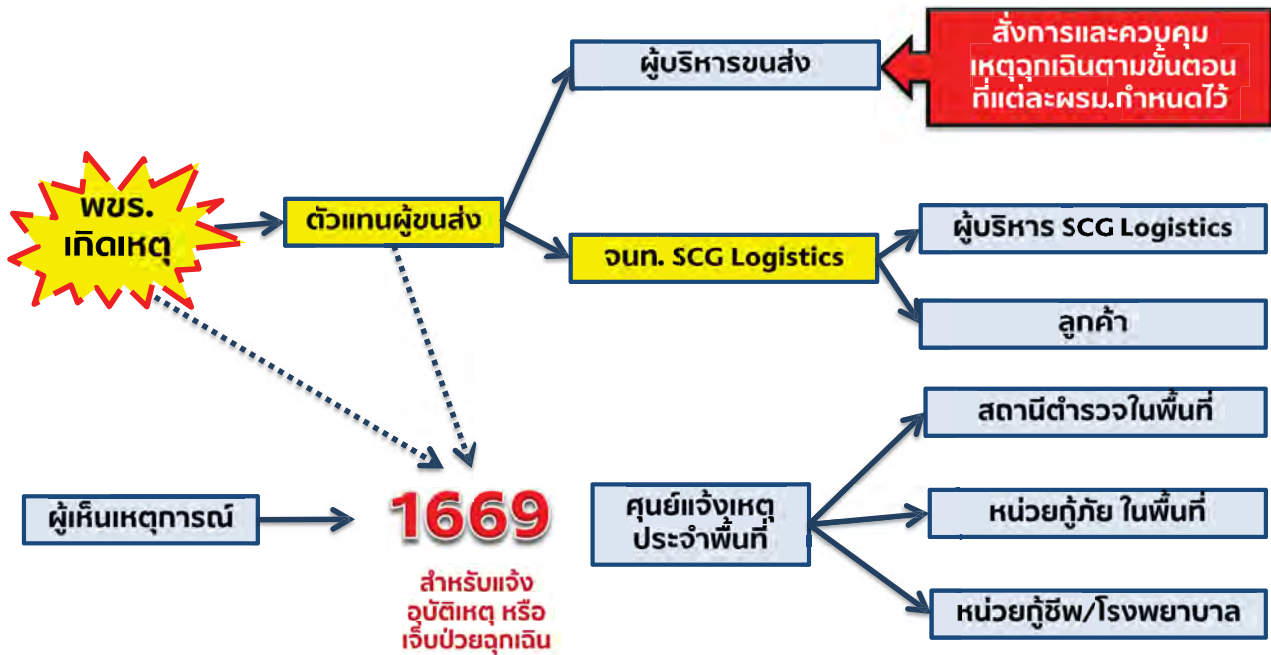 ผู้บริหารขนส่ง
สั่งการและควบคุม
เหตุฉุกเฉินตามขั้นตอน
ที่แต่ละผรม.กำหนดไว้
พขร.
เกิดเหตุ
ตัวแทนผู้ขนส่ง
จนท. SCG Logistics
ผู้บริหาร SCG Logistics
ลูกค้า
สถานีตำรวจในพื้นที่
ผู้เห็นเหตุการณ์
1669
สำหรับแจ้ง
อุบัติเหตุ หรือ
เจ็บป่วยฉุกเฉิน
ศูนย์แจ้งเหตุ
ประจำพื้นที่
หน่วยกู้ภัย ในพื้นที่
หน่วยกู้ชีพ/โรงพยาบาล